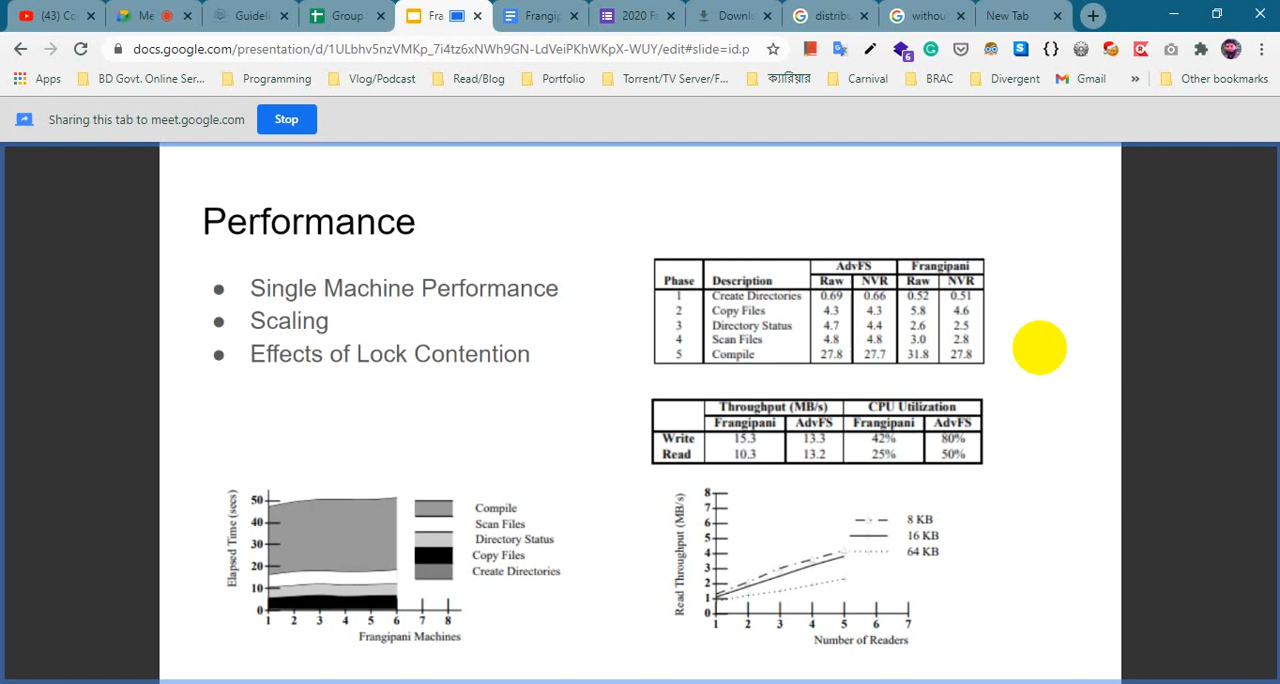 (43) Co
Me
Guideli
Group
Fra
Frangip
2020 F
Downl
distribu
withou
New Tab
docs.google.com/presentation/d/1ULbhv5nzVMKp_7i4tz6xNWh9GN-LdVeiPKhWKpX-WUY/edit#slide=id.p
6
Apps
BD Govt. Online Ser...
Programming
Vlog/Podcast
Read/Blog
Portfolio
Torrent/TV Server/F...
ক্যারিয়ার
Carnival
BRAC
Divergent
Gmail
»
Other bookmarks
Sharing this tab to meet.google.com
Stop
Performance
● Single Machine Performance
● Scaling
● Effects of Lock Contention
AdvFS Frangipani
Phase Description Raw NVR Raw NVR
1 Create Directories 0.69 0.66 0.52 0.51
2 Copy Files 4.3 4.3 5.8 4.6
3 Directory Status 4.7 4.4 2.6 2.5
4 Scan Files 4.8 4.8 3.0 2.8
5 Compile 27.8 27.7 31.8 27.8
Throughput (MB/s) CPU Utilization
Frangipani AdvFS Frangipani AdvFS
Write 15.3 13.3 42% 80%
Read 10.3 13.2 25% 50%
Elapsed Time (secs)
50
40
30
20
10
0
1 2 3 4 5 6 7 8
Frangipani Machines
Compile
Scan Files
Directory Status
Copy Files
Create Directories
Read Throughput (MB/s)
8
7
6
5
4
3
2
1
0
1 2 3 4 5 6 7
Number of Readers
8 KB
16 KB
64 KB